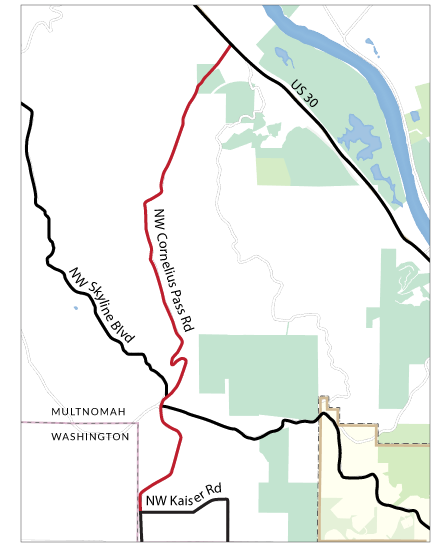 US 30
NW Cornelius Pass Rd
NW Skyline Blvd
MULTNOMAH
WASHINGTON
NW Kaiser Rd